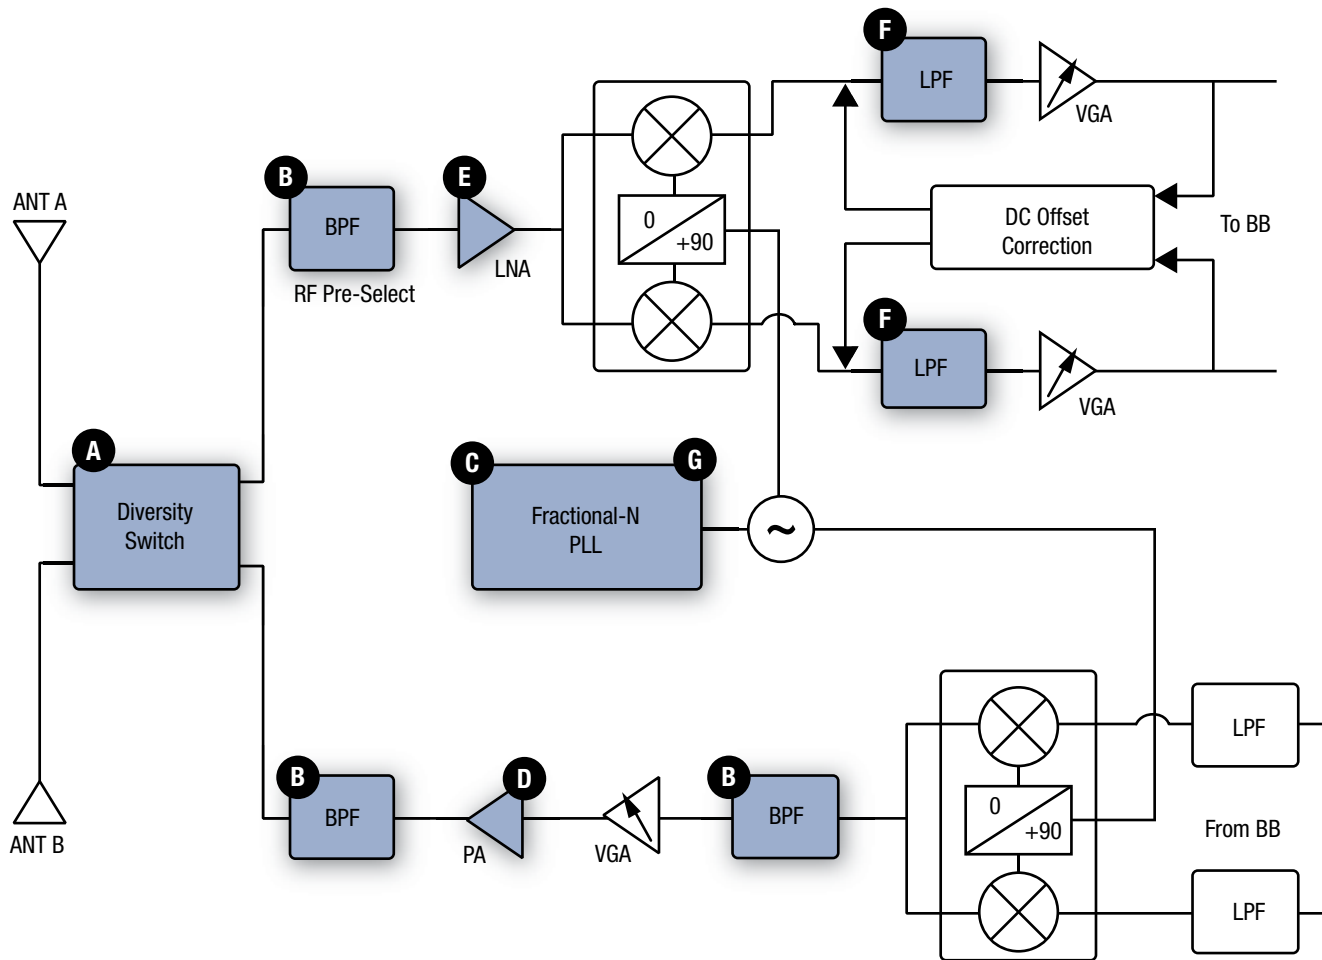 F
LPF
VGA
B
E
ANT A
BPF
LNA
RF Pre-Select
0
+90
DC Offset
Correction
To BB
F
LPF
VGA
A
Diversity
Switch
C
G
Fractional-N
PLL
~
B
BPF
D
PA
VGA
B
BPF
0
+90
LPF
From BB
LPF
ANT B